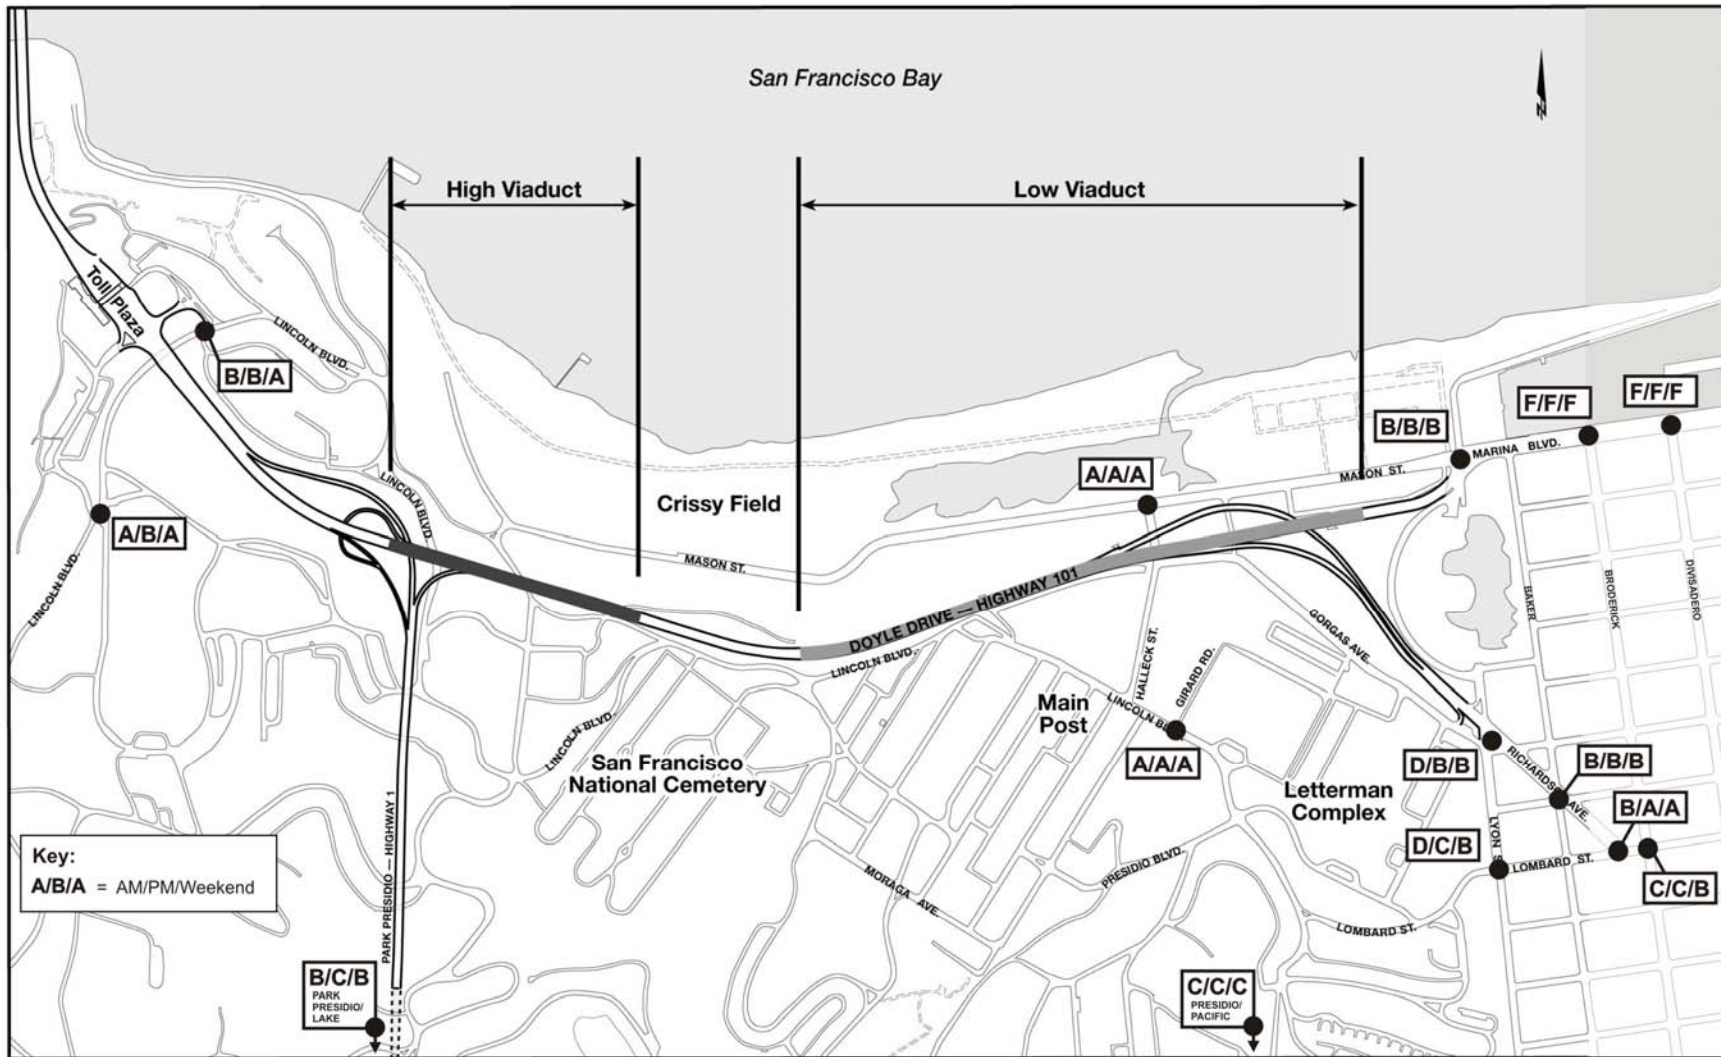 San Francisco Bay
N
High Viaduct
Low Viaduct
Toll Plaza
LINCOLN BLVD.
B/B/A
F/F/F
F/F/F
B/B/B
MARINA BLVD.
MASON ST.
A/A/A
LINCOLN BLVD.
Crissy Field
A/B/A
MASON ST.
LINCOLN BLVD.
DOYLE DRIVE — HIGHWAY 101
LINCOLN BLVD.
BAKER
BRODERICK
DIVISADERO
GORGAS AVE.
HALLECK ST.
GIRARD RD.
Main
Post
LINCOLN BL
A/A/A
LINCOLN BLVD.
San Francisco
National Cemetery
D/B/B
RICHARDSON AVE.
B/B/B
Letterman
Complex
B/A/A
LYON S
D/C/B
LOMBARD ST.
C/C/B
PRESIDIO BLVD.
MORAGA AVE.
LOMBARD ST.
Key:
A/B/A = AM/PM/Weekend
PARK PRESIDIO — HIGHWAY 1
B/C/B
PARK
PRESIDIO/
LAKE
C/C/C
PRESIDIO/
PACIFIC